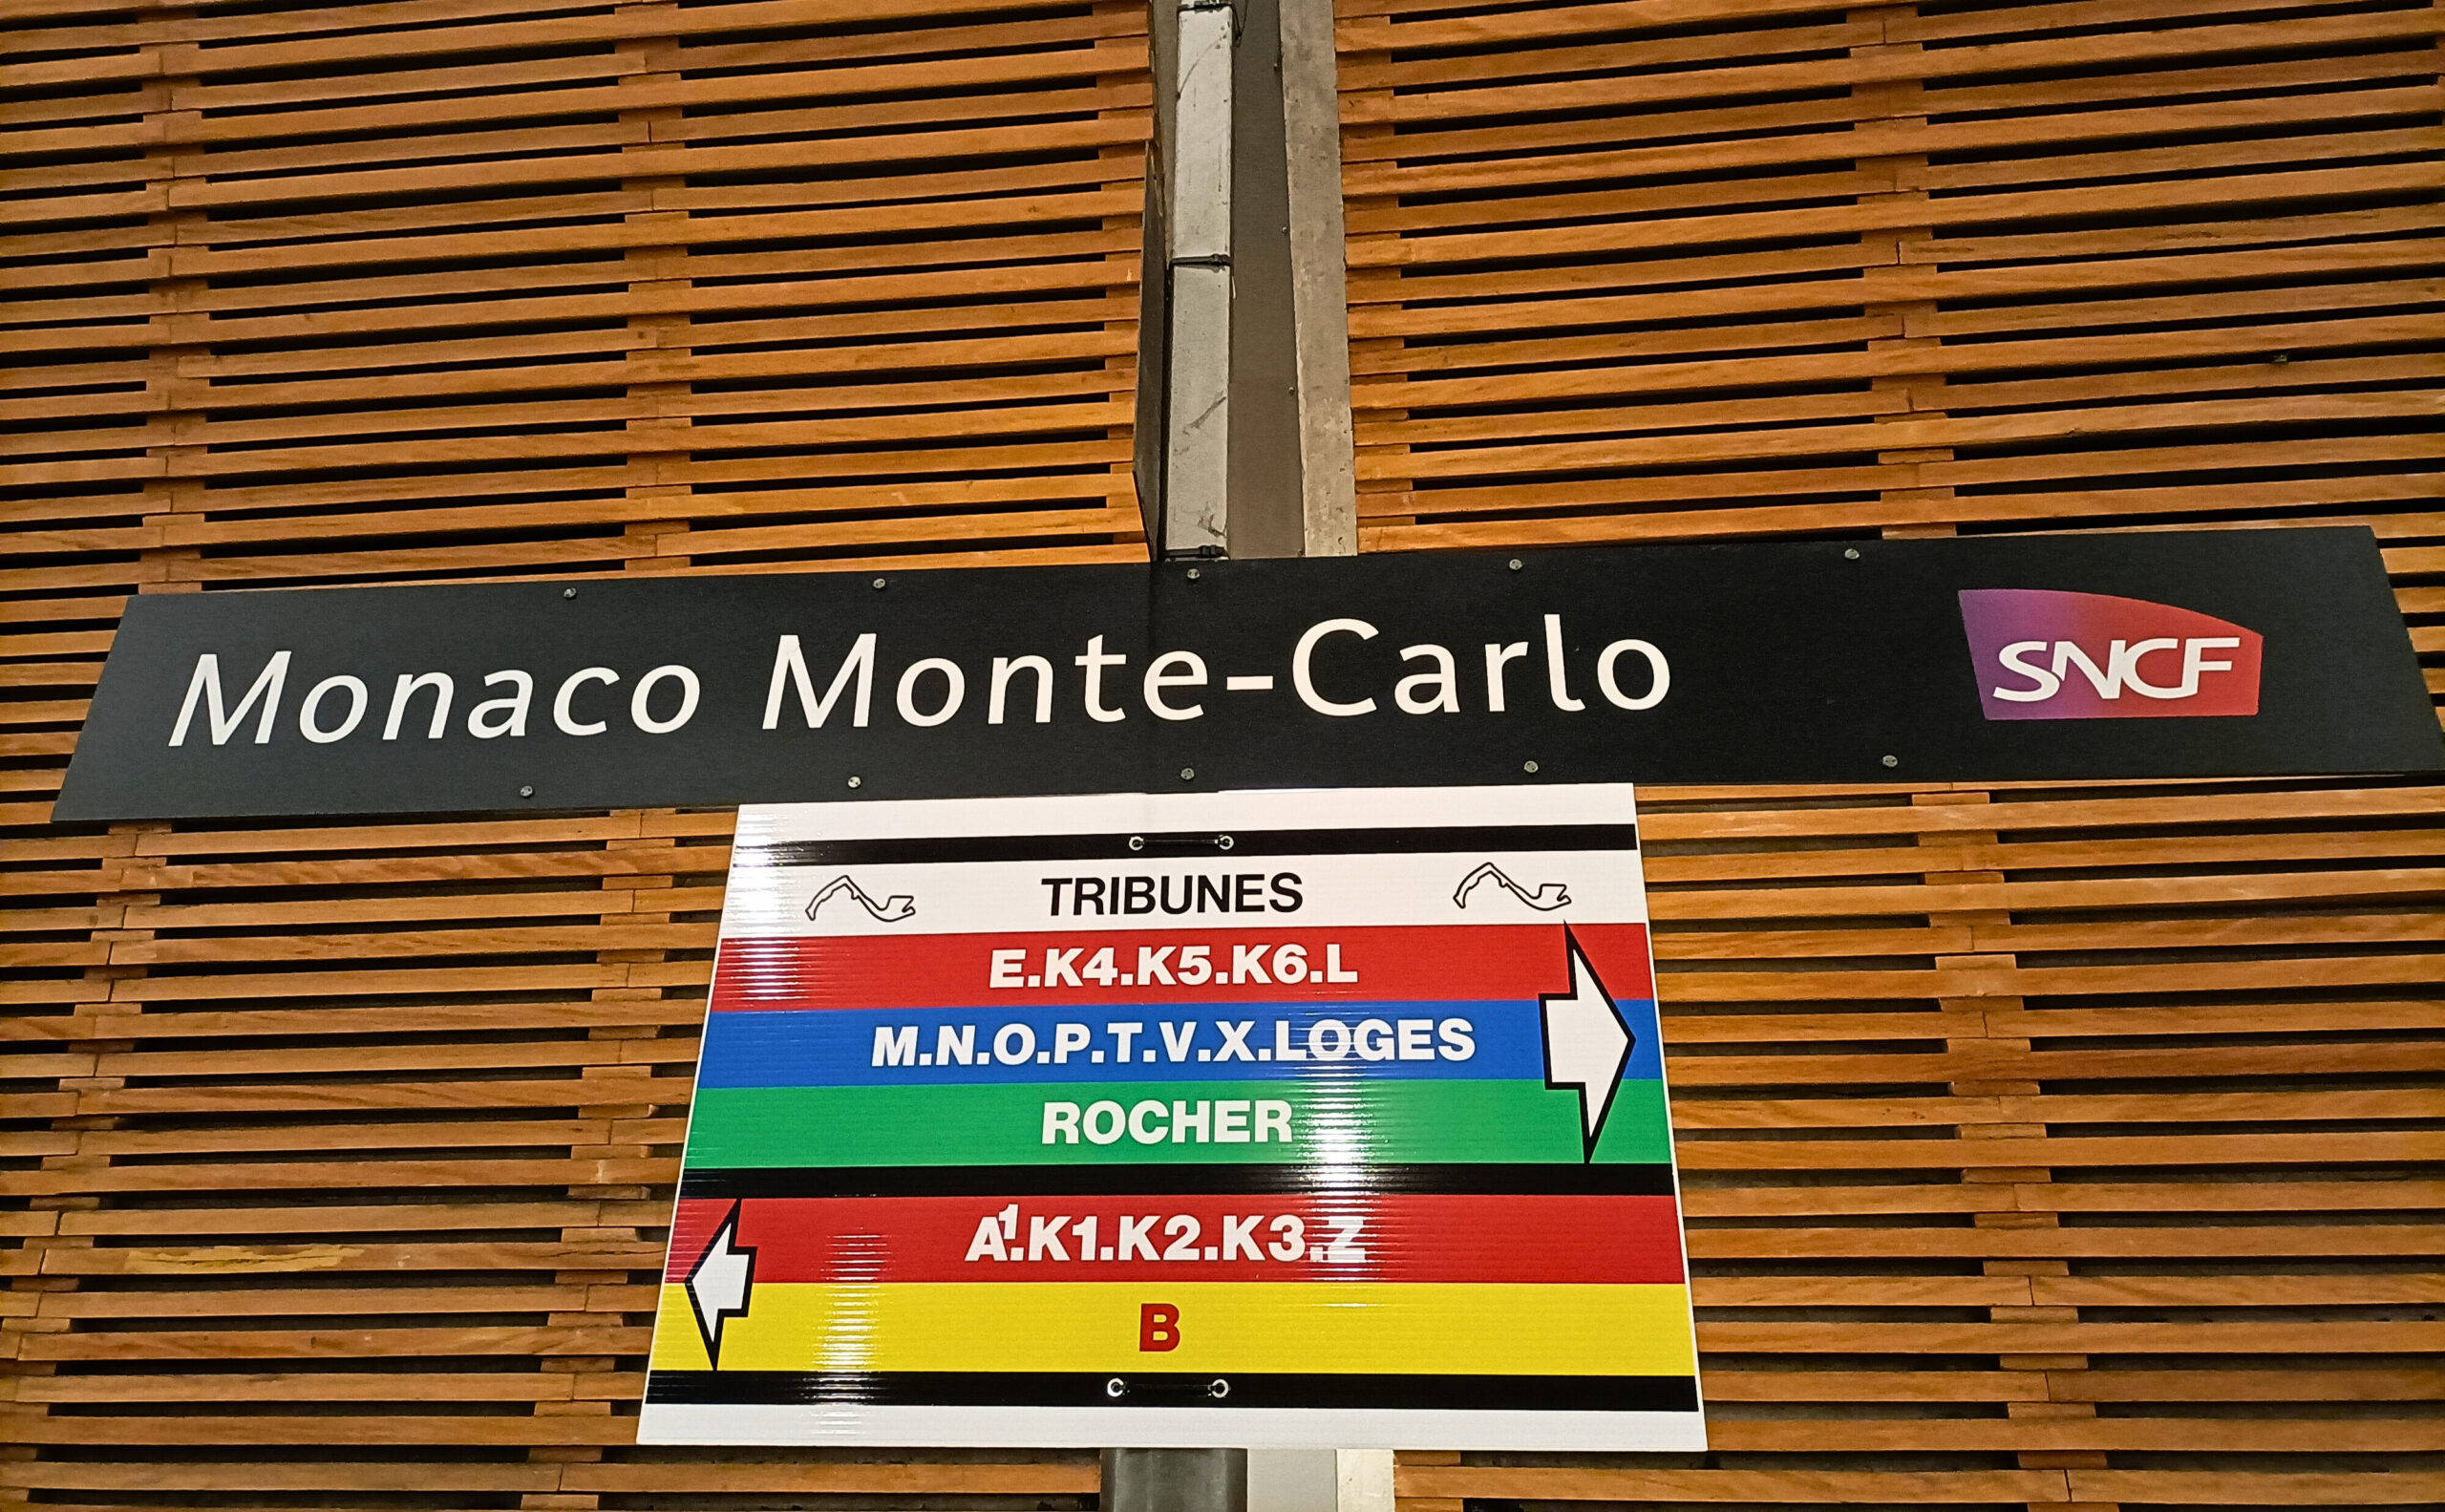 Monaco Monte-Carlo SNCF
TRIBUNES
E.K4.K5.K6.L
M.N.O.P.T.V.X.LOGES
ROCHER
A¹.K1.K2.K3.Z
B